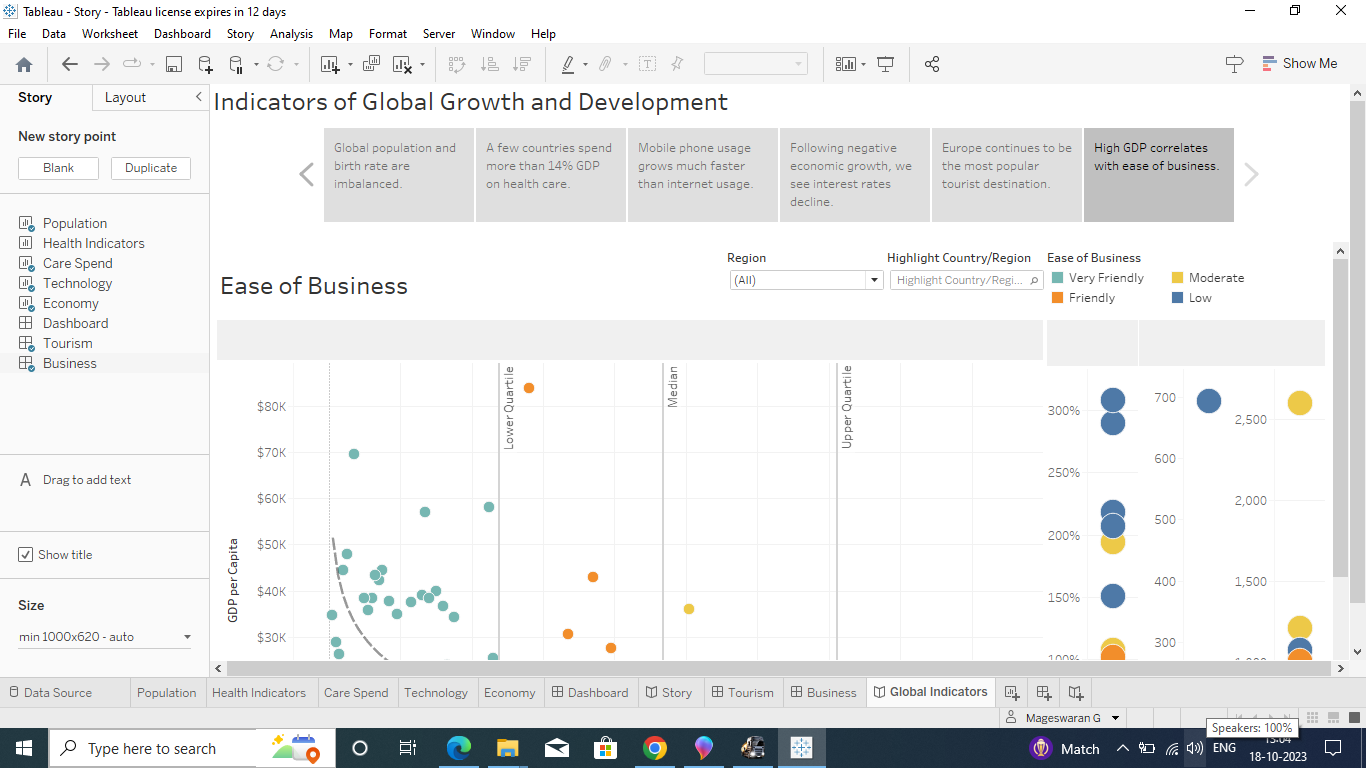 Tableau - Story - Tableau license expires in 12 days
File Data Worksheet Dashboard Story Analysis Map Format Server Window Help
Show Me
Story Layout
Indicators of Global Growth and Development
New story point
Blank Duplicate
Global population and
birth rate are
imbalanced.
A few countries spend
more than 14% GDP
on health care.
Mobile phone usage
grows much faster
than internet usage.
Following negative
economic growth, we
see interest rates
decline.
Europe continues to be
the most popular
tourist destination.
High GDP correlates
with ease of business.
Population
Health Indicators
Care Spend
Technology
Economy
Dashboard
Tourism
Business
A Drag to add text
Show title
Size
min 1000x620 - auto
Ease of Business
Region
(All)
Highlight Country/Region
Highlight Country/Regi...
Ease of Business
Very Friendly Moderate
Friendly Low
Lower Quartile
Median
Upper Quartile
GDP per Capita
$80K
$70K
$60K
$50K
$40K
$30K
300%
250%
200%
150%
100%
700
600
500
400
300
2,500
2,000
1,500
Data Source Population Health Indicators Care Spend Technology Economy Dashboard Story Tourism Business Global Indicators
Mageswaran G
Speakers: 100%
Type here to search
Match
ENG
18-10-2023